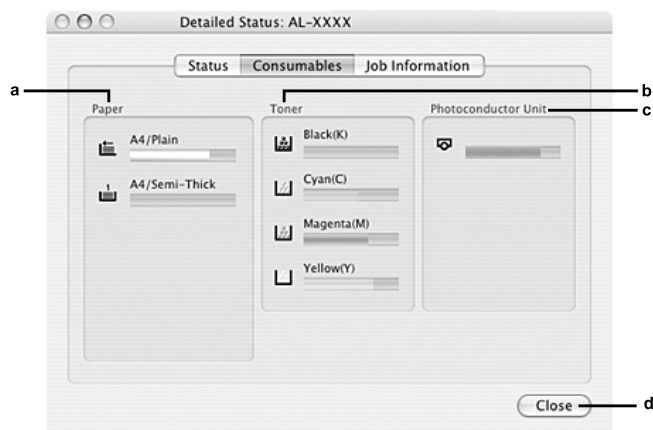 Detailed Status: AL-XXXX
Status Consumables Job Information
a
b
c
Paper
Toner
Photoconductor Unit
A4/Plain
1
A4/Semi-Thick
Black(K)
Cyan(C)
Magenta(M)
Yellow(Y)
Close
d